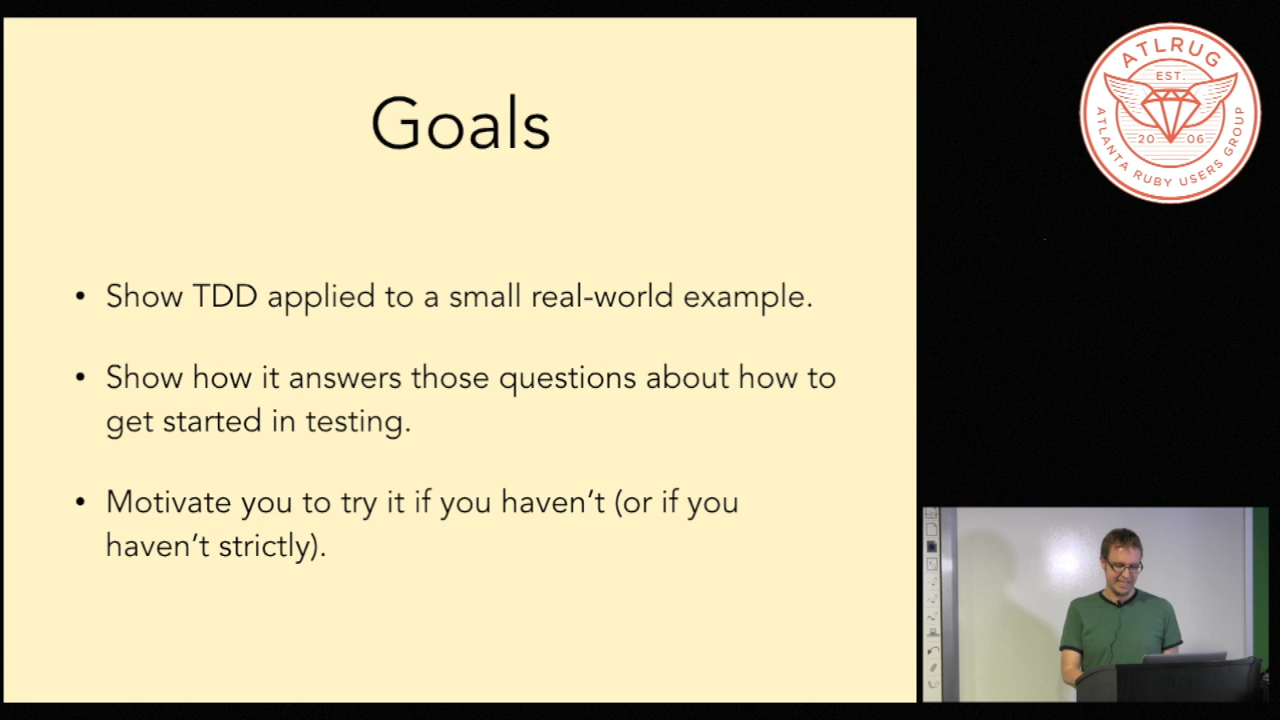 Goals
• Show TDD applied to a small real-world example.
• Show how it answers those questions about how to
get started in testing.
• Motivate you to try it if you haven’t (or if you
haven’t strictly).
ATLRUG
EST.
20 06
ATLANTA RUBY USERS GROUP